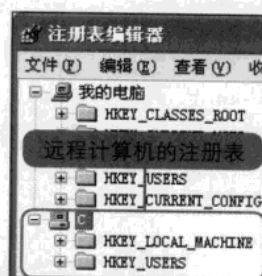 注册表编辑器
文件(F) 编辑(E) 查看(V) 收
我的电脑
HKEY_CLASSES_ROOT
远程计算机的注册表
HKEY_USERS
HKEY_CURRENT_CONFIG
C
HKEY_LOCAL_MACHINE
HKEY_USERS